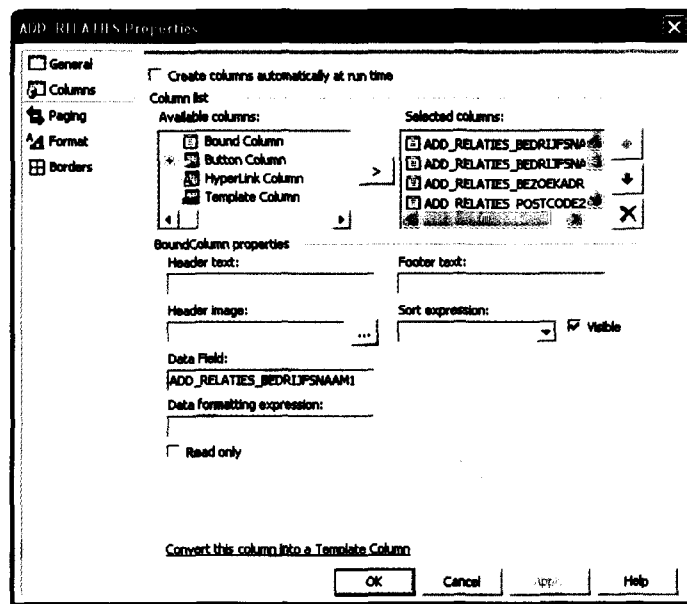 ADD_RELATIES Properties
General
Columns
Paging
Format
Borders
Create columns automatically at run time
Column list
Available columns:
Bound Column
Button Column
HyperLink Column
Template Column
>
Selected columns:
ADD_RELATIES_BEDRIJFSNA
ADD_RELATIES_BEDRIJFSNA
ADD_RELATIES_BEZOEKADR
ADD_RELATIES_POSTCODE2
BoundColumn properties
Header text:
Footer text:
Header image:
...
Sort expression:
Visible
Data Field:
ADD_RELATIES_BEDRIJFSNAAM1
Data formatting expression:
Read only
Convert this column into a Template Column
OK
Cancel
Apply
Help